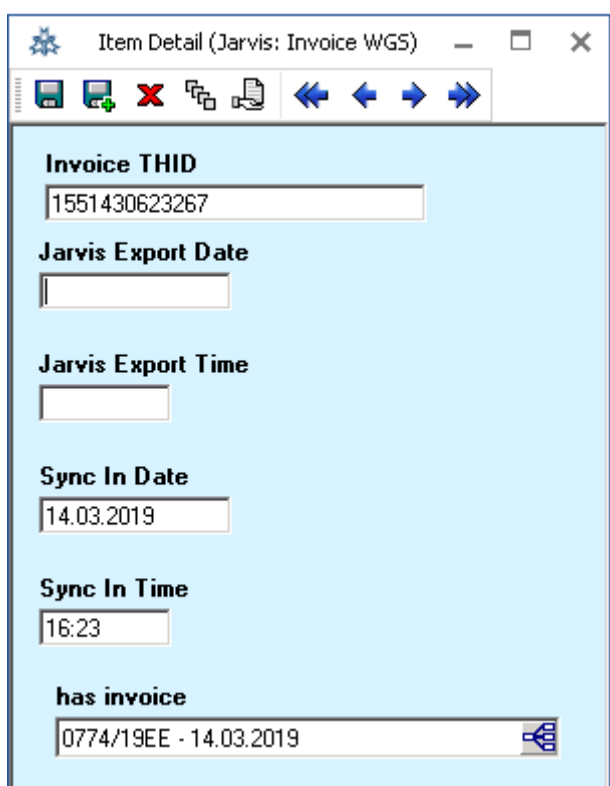 Item Detail (Jarvis: Invoice WGS)
Invoice THID
1551430623267
Jarvis Export Date
Jarvis Export Time
Sync In Date
14.03.2019
Sync In Time
16:23
has invoice
0774/19EE - 14.03.2019